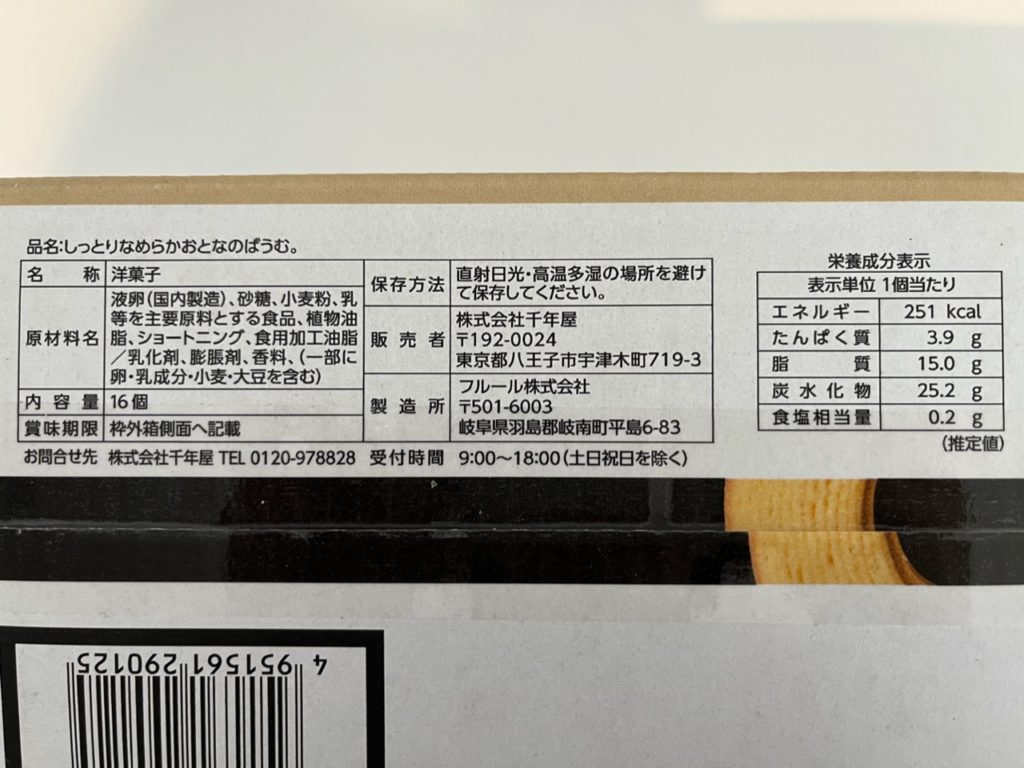 品名:しっとりなめらかおとなのばうむ。
名 称 洋菓子
原材料名 液卵(国内製造)、砂糖、小麦粉、乳
等を主要原料とする食品、植物油
脂、ショートニング、食用加工油脂
/乳化剤、膨脹剤、香料、(一部に
卵・乳成分・小麦・大豆を含む)
内容量 16個
賞味期限 枠外箱側面へ記載
保存方法 直射日光・高温多湿の場所を避け
て保存してください。
販売者 株式会社千年屋
〒192-0024
東京都八王子市宇津木町719-3
製造所 フルール株式会社
〒501-6003
岐阜県羽島郡岐南町平島6-83
お問合せ先 株式会社千年屋 TEL 0120-978828 受付時間 9:00〜18:00(土日祝日を除く)
栄養成分表示
表示単位 1個当たり
エネルギー 251 kcal
たんぱく質 3.9 g
脂質 15.0 g
炭水化物 25.2 g
食塩相当量 0.2 g
(推定値)
4 951561 290125